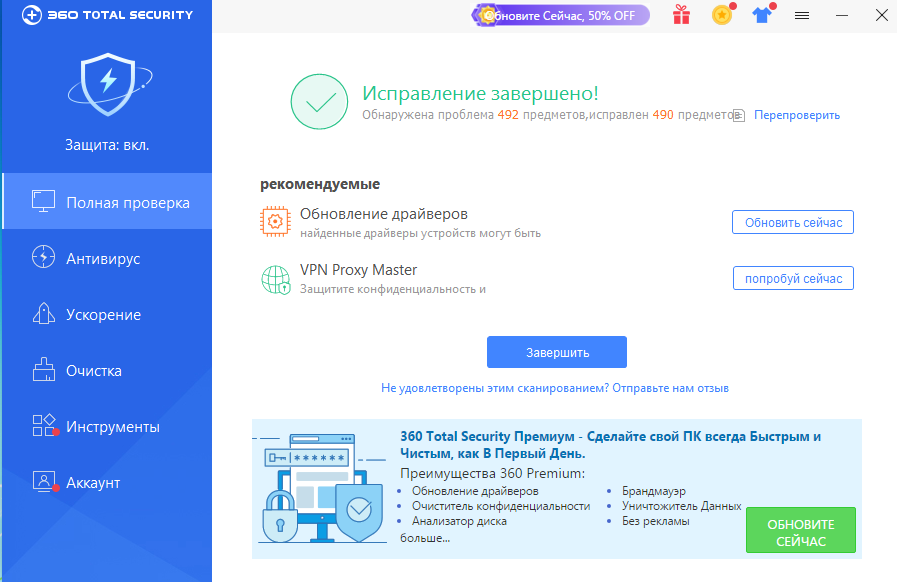 360 TOTAL SECURITY
бновите Сейчас, 50% OFF
Защита: вкл.
Полная проверка
Антивирус
Ускорение
Очистка
Инструменты
Аккаунт
Исправление завершено!
Обнаружена проблема 492 предметов,исправлен 490 предметов
Перепроверить
рекомендуемые
Обновление драйверов
найденные драйверы устройств могут быть
Обновить сейчас
VPN Proxy Master
Защитите конфиденциальность и
попробуй сейчас
Завершить
Не удовлетворены этим сканированием? Отправьте нам отзыв
360 Total Security Премиум - Сделайте свой ПК всегда Быстрым и
Чистым, как В Первый День.
Преимущества 360 Premium:
• Обновление драйверов
• Очиститель конфиденциальности
• Анализатор диска
больше...
• Брандмауэр
• Уничтожитель Данных
• Без рекламы
ОБНОВИТЕ
СЕЙЧАС